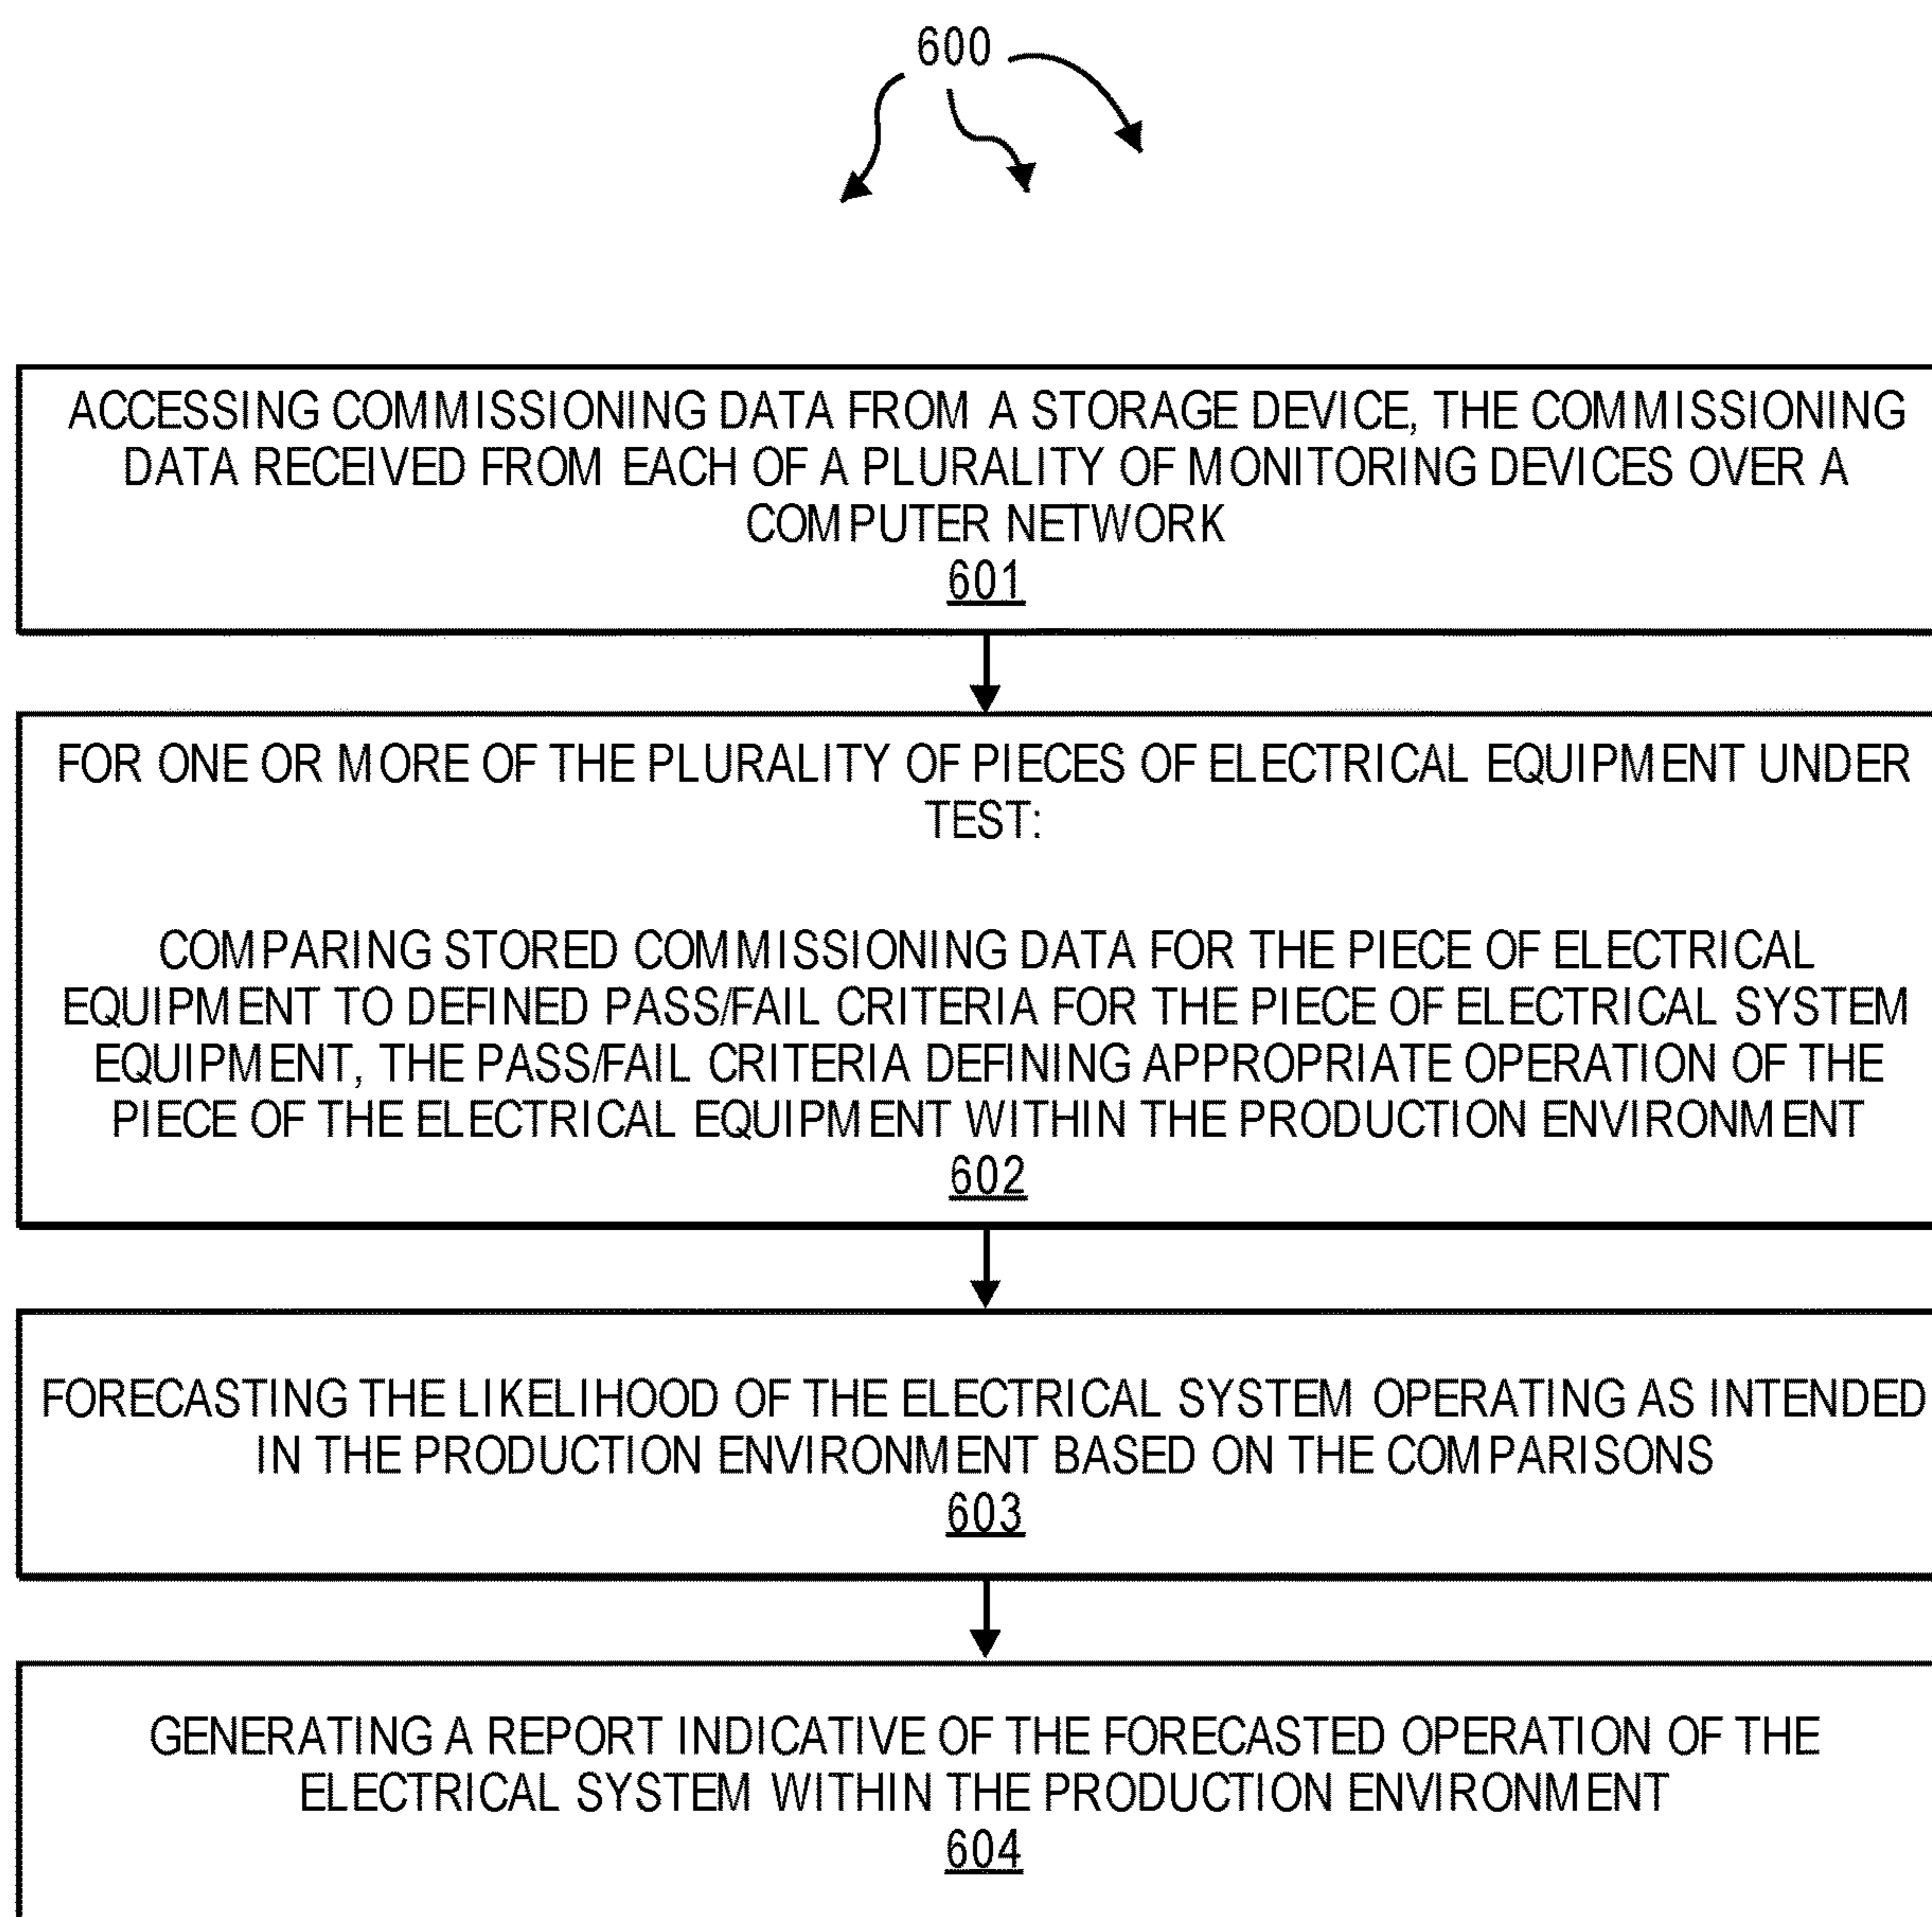 600
ACCESSING COMMISSIONING DATA FROM A STORAGE DEVICE, THE COMMISSIONING
DATA RECEIVED FROM EACH OF A PLURALITY OF MONITORING DEVICES OVER A
COMPUTER NETWORK
601
FOR ONE OR MORE OF THE PLURALITY OF PIECES OF ELECTRICAL EQUIPMENT UNDER
TEST:
COMPARING STORED COMMISSIONING DATA FOR THE PIECE OF ELECTRICAL
EQUIPMENT TO DEFINED PASS/FAIL CRITERIA FOR THE PIECE OF ELECTRICAL SYSTEM
EQUIPMENT, THE PASS/FAIL CRITERIA DEFINING APPROPRIATE OPERATION OF THE
PIECE OF THE ELECTRICAL EQUIPMENT WITHIN THE PRODUCTION ENVIRONMENT
602
FORECASTING THE LIKELIHOOD OF THE ELECTRICAL SYSTEM OPERATING AS INTENDED
IN THE PRODUCTION ENVIRONMENT BASED ON THE COMPARISONS
603
GENERATING A REPORT INDICATIVE OF THE FORECASTED OPERATION OF THE
ELECTRICAL SYSTEM WITHIN THE PRODUCTION ENVIRONMENT
604